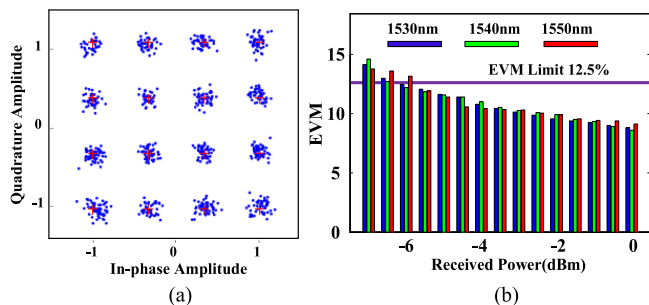 (a)
Quadrature Amplitude
1
0
-1
-1
0
1
In-phase Amplitude
(a)
(b)
1530nm
1540nm
1550nm
EVM Limit 12.5%
EVM
15
10
5
0
-6
-4
-2
0
Received Power(dBm)
(b)